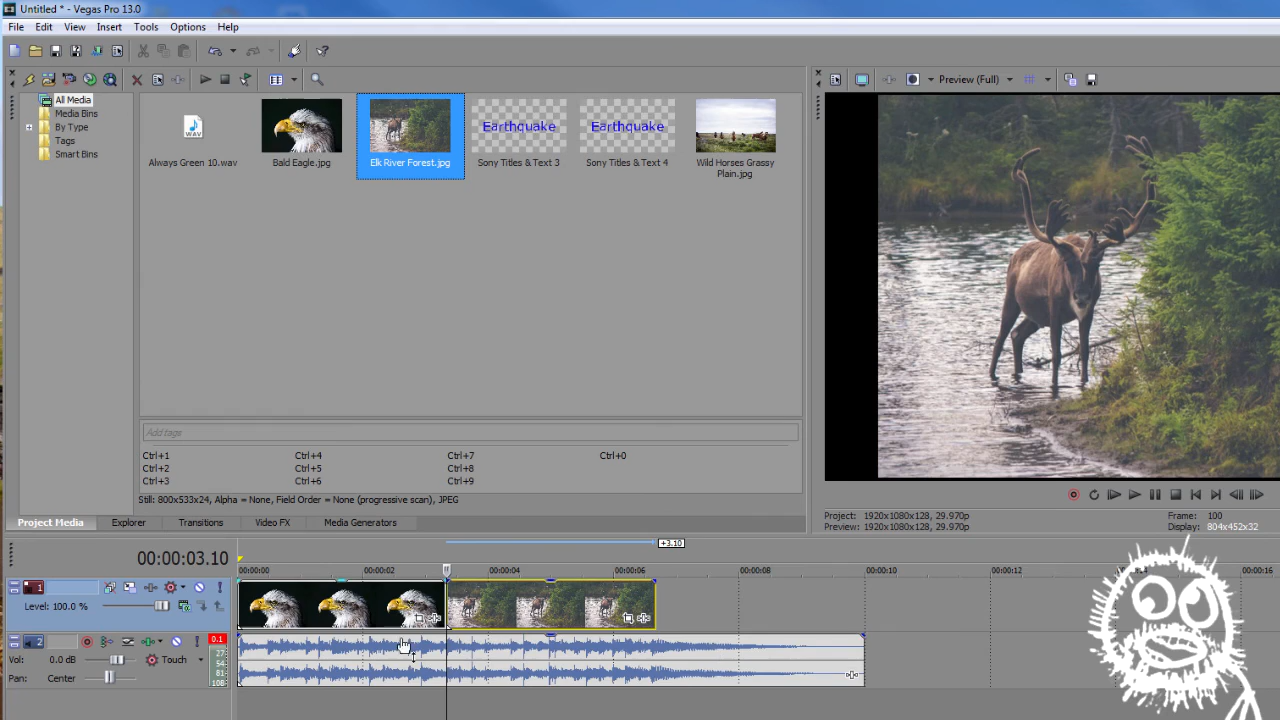 Untitled * - Vegas Pro 13.0
File Edit View Insert Tools Options Help
Preview (Full)
All Media
Media Bins
By Type
Tags
Smart Bins
WAV
Always Green 10.wav
Bald Eagle.jpg
Elk River Forest.jpg
Earthquake
Sony Titles & Text 3
Earthquake
Sony Titles & Text 4
Wild Horses Grassy
Plain.jpg
Add tags
Ctrl+1 Ctrl+4 Ctrl+7 Ctrl+0
Ctrl+2 Ctrl+5 Ctrl+8
Ctrl+3 Ctrl+6 Ctrl+9
Still: 800x533x24, Alpha = None, Field Order = None (progressive scan), JPEG
Project Media Explorer Transitions Video FX Media Generators
Project: 1920x1080x128, 29.970p
Preview: 1920x1080x128, 29.970p
Frame: 100
Display: 804x452x32
+3.10
00:00:03.10
00:00:00 00:00:02 00:00:04 00:00:06 00:00:08 00:00:10 00:00:12 00:00:16
1
Level: 100.0 %
2
0.1
Vol: 0.0 dB Touch
Pan: Center
27
54
81
108